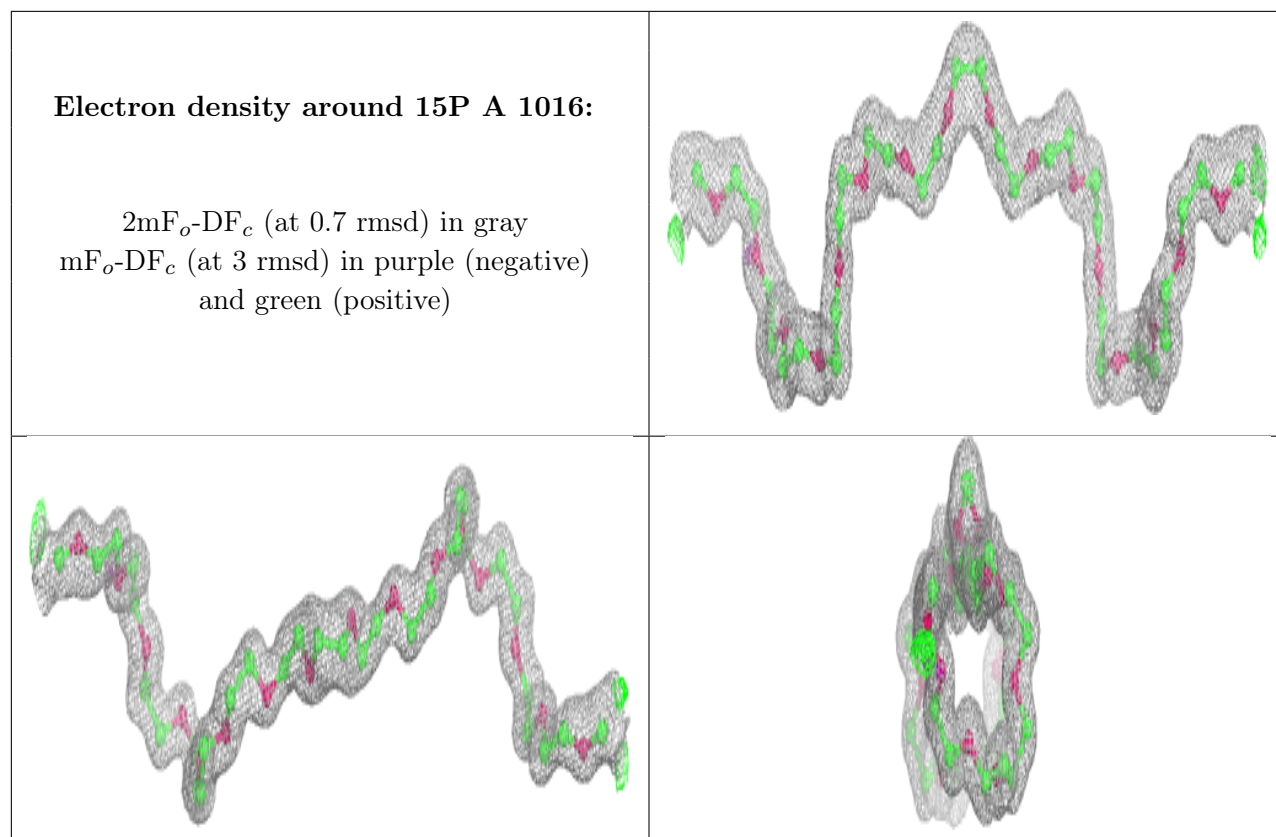 Electron density around 15P A 1016:
2mFo-DFc (at 0.7 rmsd) in gray
mFo-DFc (at 3 rmsd) in purple (negative)
and green (positive)